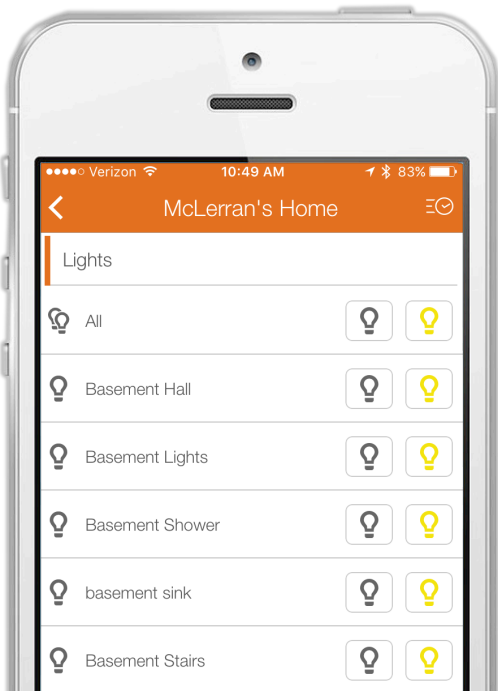 Verizon 10:49 AM 83%
McLerran's Home
Lights
All
Basement Hall
Basement Lights
Basement Shower
basement sink
Basement Stairs